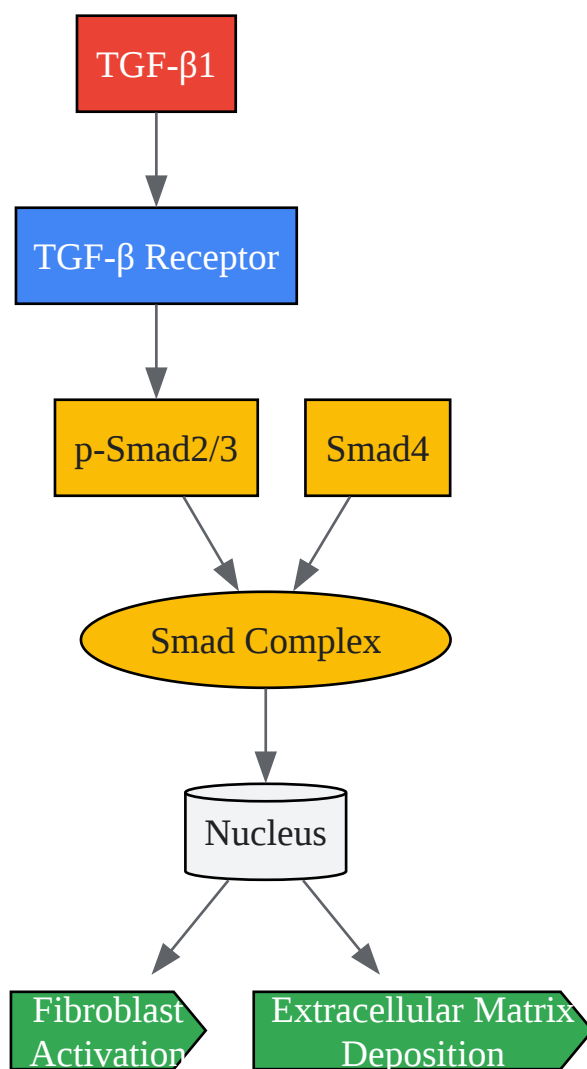 TGF-β1
TGF-β Receptor
p-Smad2/3
Smad4
Smad Complex
Nucleus
Fibroblast
Activation
Extracellular Matrix
Deposition